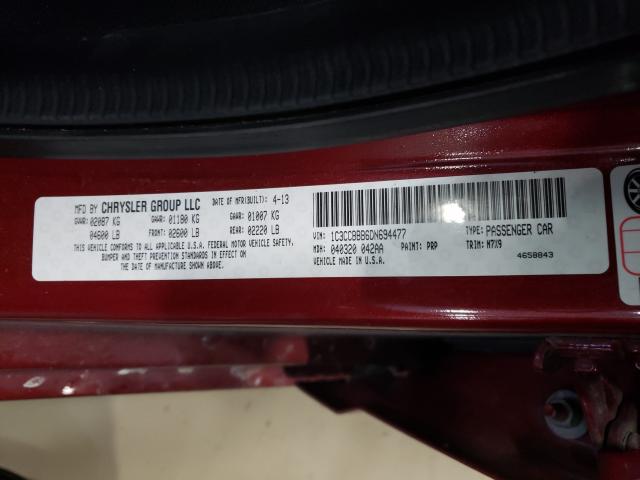 MFD BY CHRYSLER GROUP LLC DATE OF MFR(BUILT): 4-13
GVWR: 02087 KG GAWR: 01180 KG GAWR: 01007 KG
04600 LB FRONT: 02600 LB REAR: 02220 LB
THIS VEHICLE CONFORMS TO ALL APPLICABLE U.S.A. FEDERAL MOTOR VEHICLE SAFETY,
BUMPER AND THEFT PREVENTION STANDARDS IN EFFECT ON
THE DATE OF MANUFACTURE SHOWN ABOVE.
VIN: 1C3CCBBB6DN694477 TYPE: PASSENGER CAR
MDH: 040320 042AA PAINT: PRP TRIM: M7X9
VEHICLE MADE IN U.S.A. 4658843